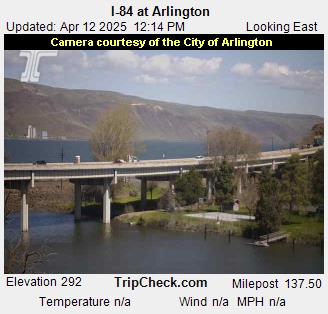 I-84 at Arlington
Updated: Apr 12 2025 12:14 PM Looking East
Camera courtesy of the City of Arlington
Elevation 292 TripCheck.com Milepost 137.50
Temperature n/a Wind n/a MPH n/a